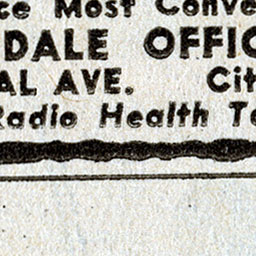 ce Most Conve
DALE OFFIC
AL AVE. Cit
Radio Health Te